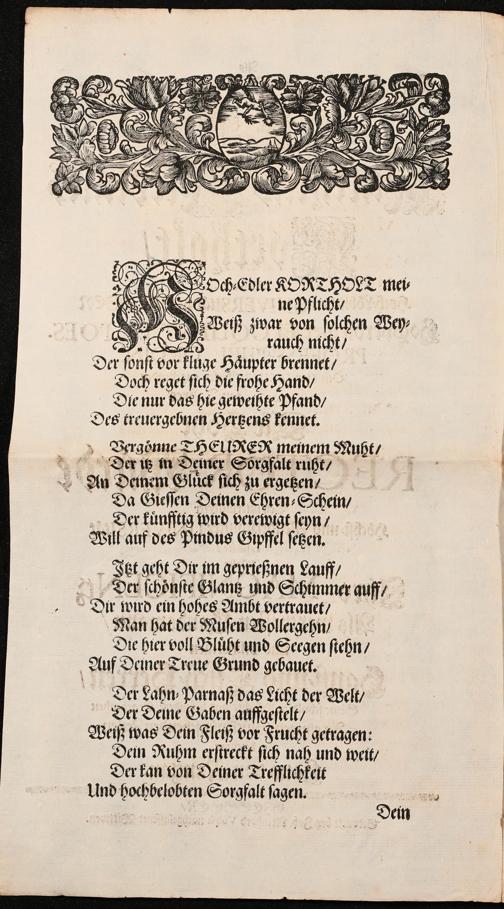 HOch-Edler KORTHOLT mei-
ne Pflicht/
Weiß zwar von solchen Wey-
rauch nicht/
Der sonst vor kluge Häupter brennet/
Doch reget sich die frohe Hand/
Die nur das hie geweihte Pfand/
Des treuergebnen Hertzens kennet.
Vergönne THEURER meinem Muht/
Der itz in Deiner Sorgfalt ruht/
An Deinem Glück sich zu ergetzen/
Da Giessen Deinen Ehren-Schein/
Der künfftig wird verewigt seyn/
Will auf des Pindus Gipffel setzen.
Jtzt geht Dir im geprießnen Lauff/
Der schönste Glantz und Schimmer auff/
Dir wird ein hohes Ambt vertrauet/
Man hat der Musen Wollergehn/
Die hier voll Blüht und Seegen stehn/
Auf Deiner Treue Grund gebauet.
Der Lahn-Parnaß das Licht der Welt/
Der Deine Gaben auffgestelt/
Weiß was Dein Fleiß vor Frucht getragen:
Dein Ruhm erstreckt sich nah und weit/
Der kan von Deiner Trefflichkeit
Und hochbelobten Sorgfalt sagen.
Dein